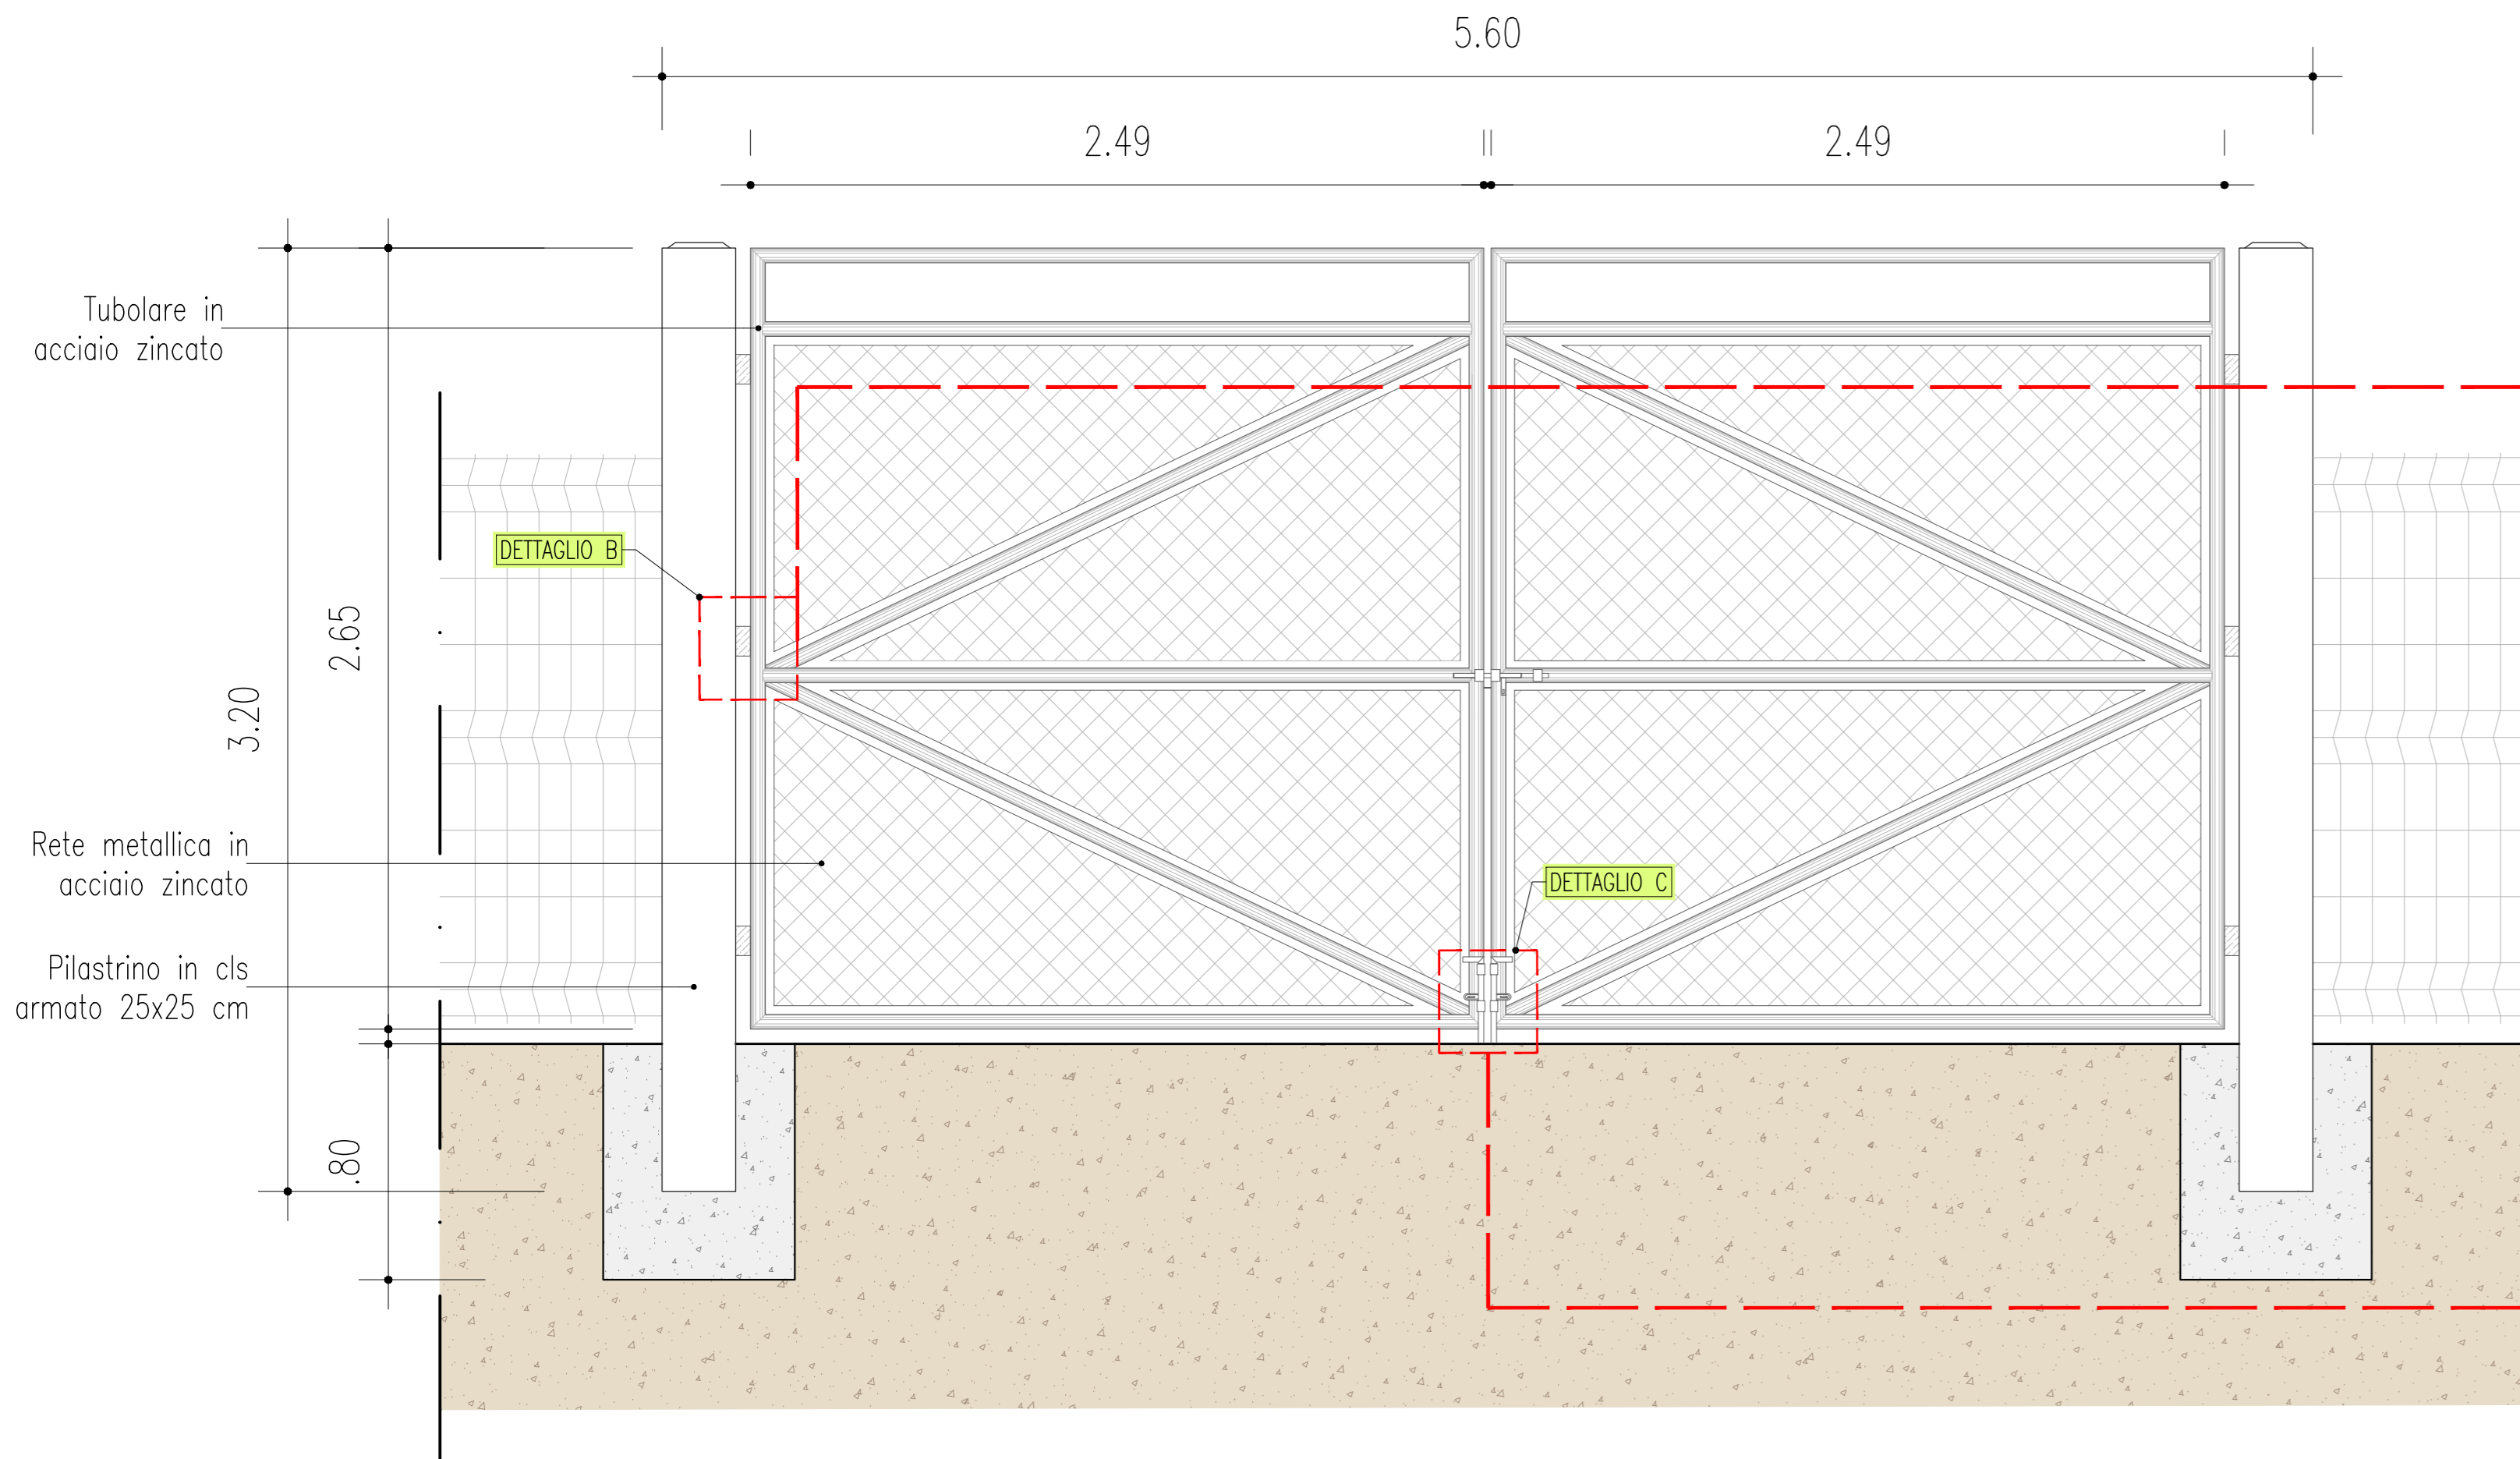 5.60
2.49
2.49
Tubolare in
acciaio zincato
DETTAGLIO B
2.65
3.20
Rete metallica in
acciaio zincato
DETTAGLIO C
Pilastrino in cls
armato 25x25 cm
.80